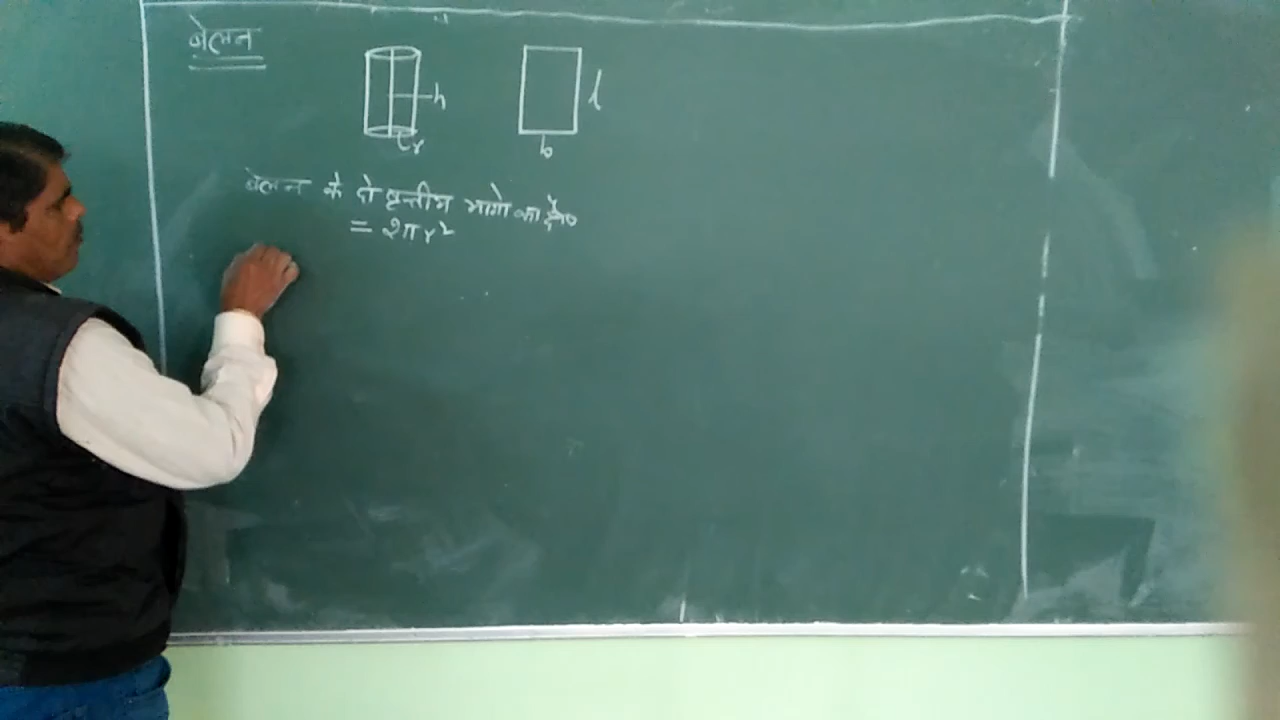 बेलन
h
r
l
b
बेलन के दो वृत्तीय भागो का क्षे०
= 2πr²